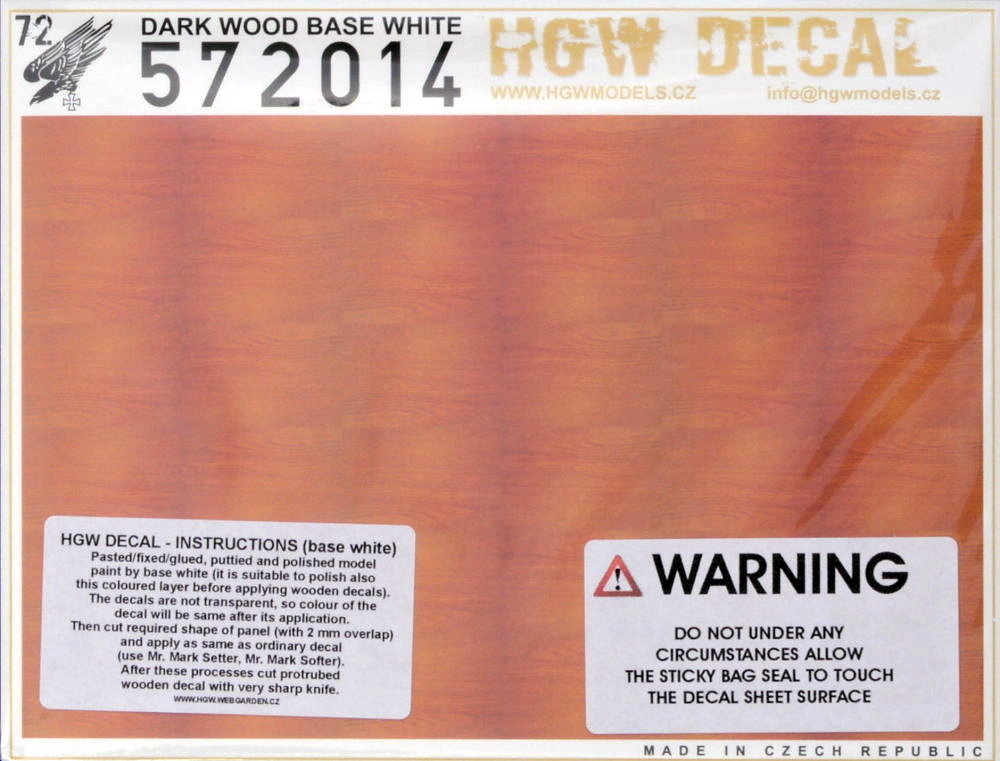 72
DARK WOOD BASE WHITE
572014
HGW DECAL
WWW.HGWMODELS.CZ
info@hgwmodels.cz
HGW DECAL - INSTRUCTIONS (base white)
Pasted/fixed/glued, puttied and polished model
paint by base white (it is suitable to polish also
this coloured layer before applying wooden decals).
The decals are not transparent, so colour of the
decal will be same after its application.
Then cut required shape of panel (with 2 mm overlap)
and apply as same as ordinary decal
(use Mr. Mark Setter, Mr. Mark Softer).
After these processes cut protrubed
wooden decal with very sharp knife.
WWW.HGW.WEBGARDEN.CZ
WARNING
DO NOT UNDER ANY
CIRCUMSTANCES ALLOW
THE STICKY BAG SEAL TO TOUCH
THE DECAL SHEET SURFACE
MADE IN CZECH REPUBLIC